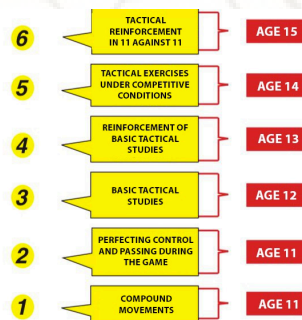 6
TACTICAL
REINFORCEMENT
IN 11 AGAINST 11
AGE 15
5
TACTICAL EXERCISES
UNDER COMPETITIVE
CONDITIONS
AGE 14
4
REINFORCEMENT OF
BASIC TACTICAL
STUDIES
AGE 13
3
BASIC TACTICAL
STUDIES
AGE 12
2
PERFECTING CONTROL
AND PASSING DURING
THE GAME
AGE 11
1
COMPOUND
MOVEMENTS
AGE 11